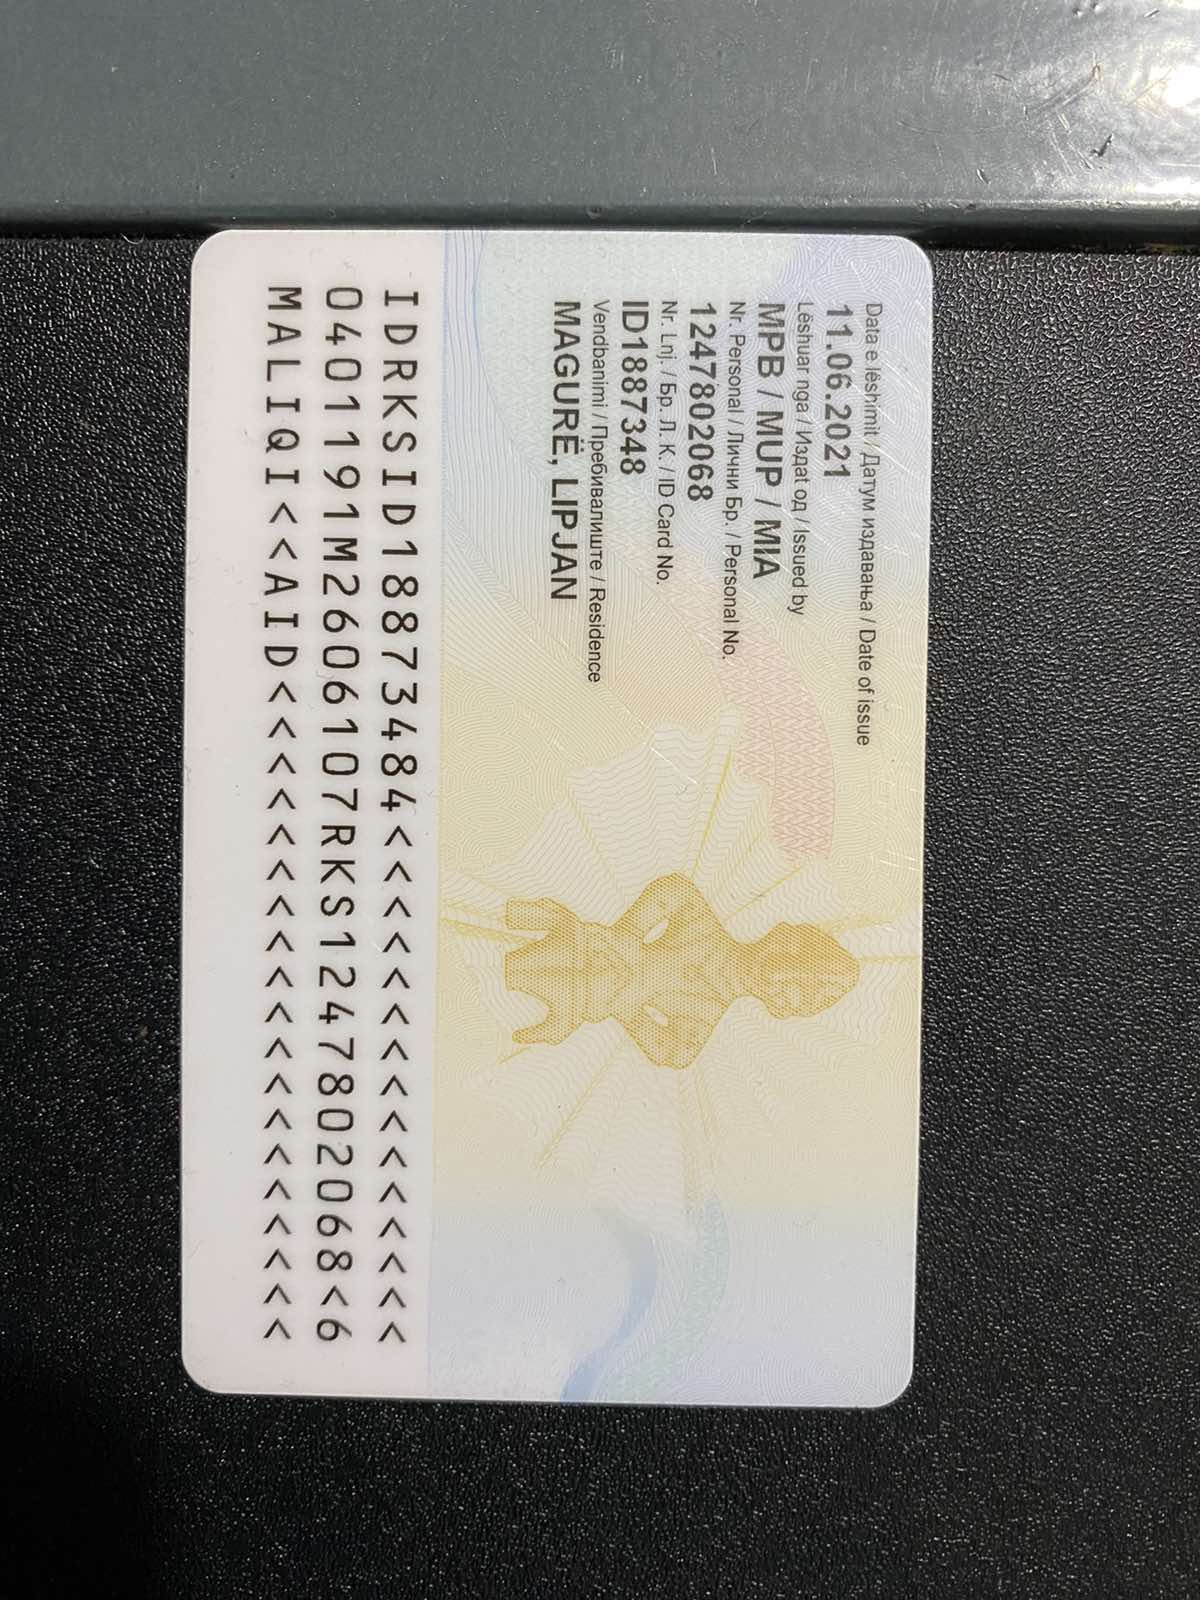 Data e lëshimit / Датум издавања / Date of issue
11.06.2021
Lëshuar nga / Издат од / Issued by
MPB / MUP / MIA
Nr. Personal / Лични Бр. / Personal No.
1247802068
Nr. Lnj. / Бр. Л. К. / ID Card No.
ID1887348
Vendbanimi / Пребивалиште / Residence
MAGURË, LIPJAN
IDRKSID18873484<<<<<<<<<<<<<<<
0401191M2606107RKS1247802068<6
MALIQI<<AID<<<<<<<<<<<<<<<<<<<